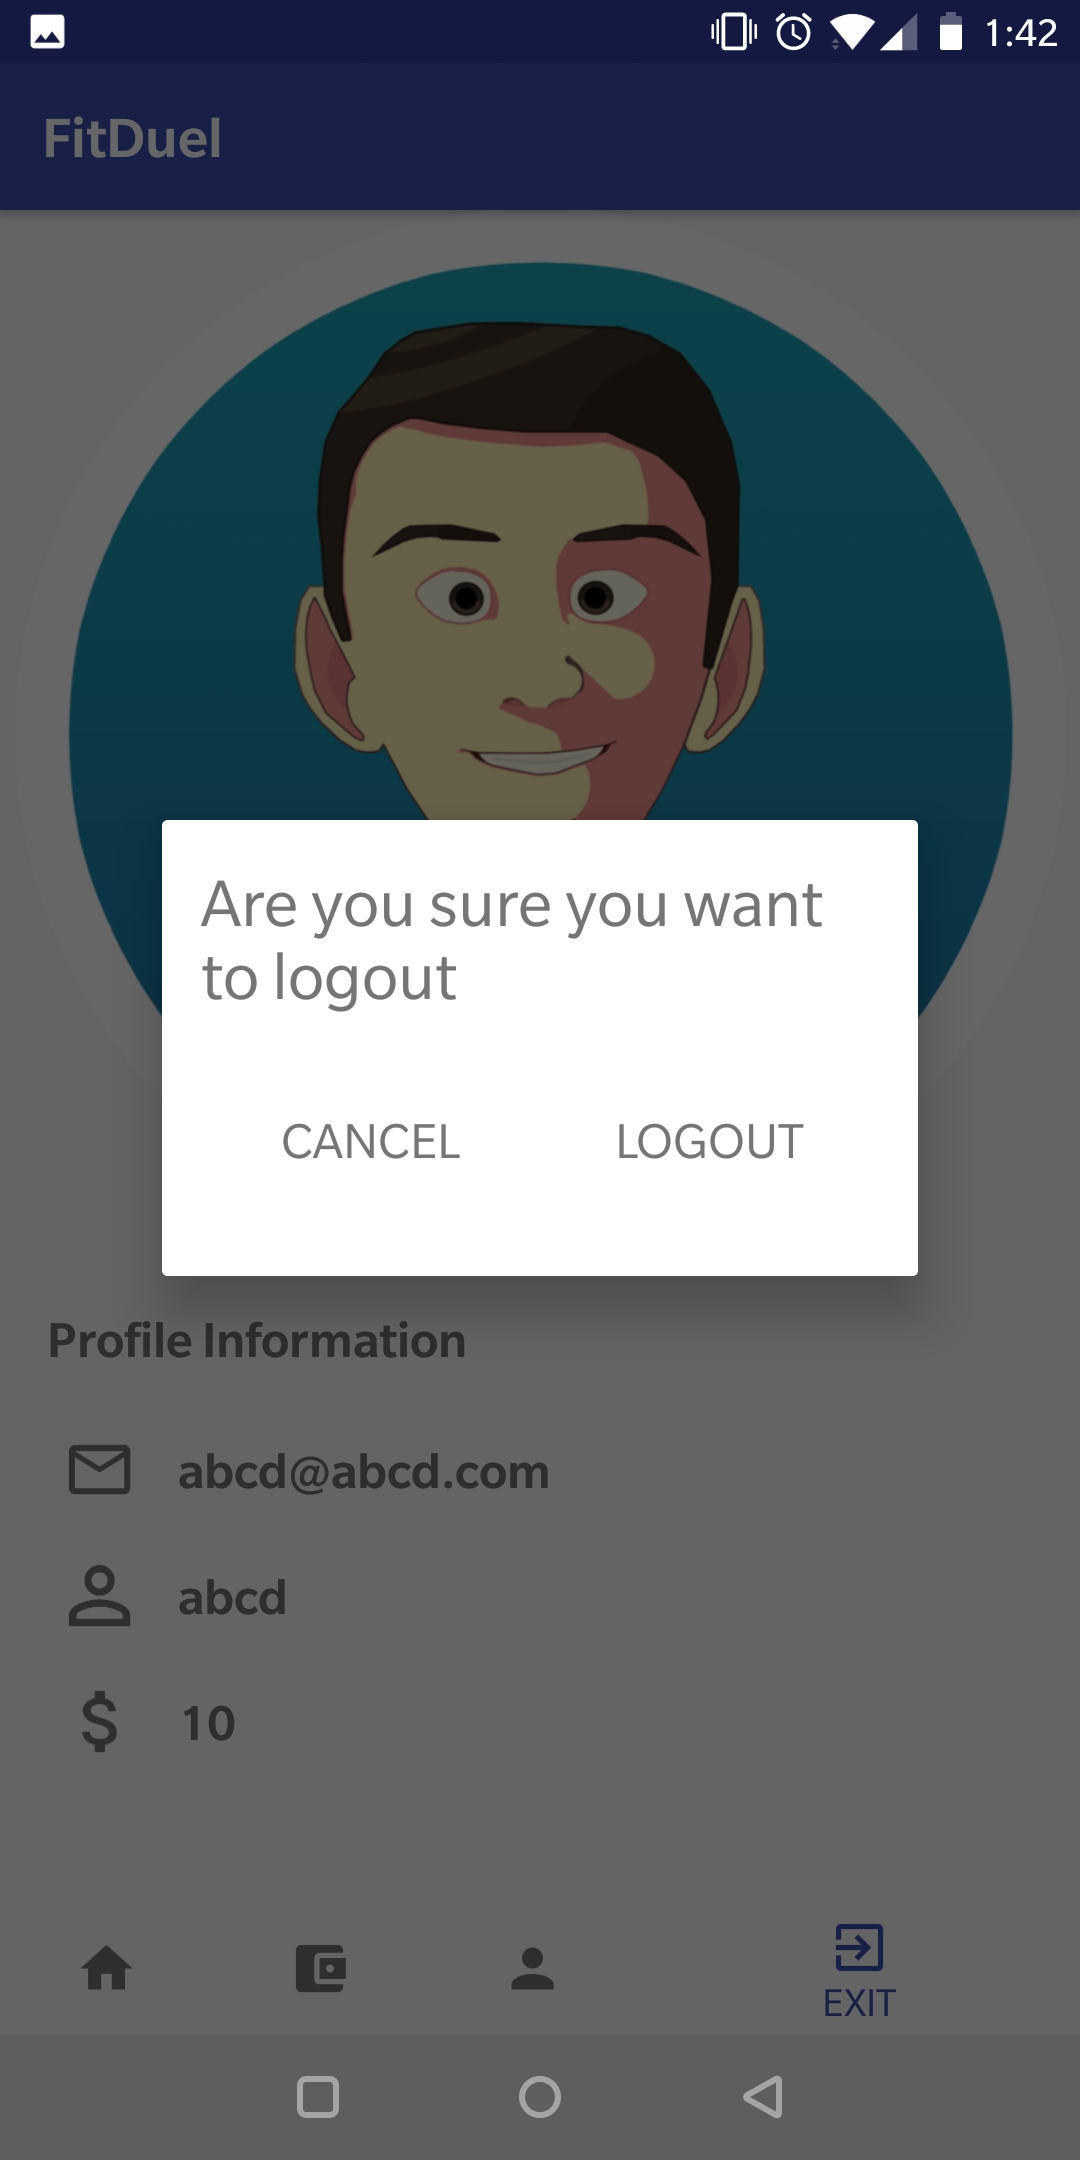 1:42
FitDuel
Are you sure you want
to logout
CANCEL LOGOUT
Profile Information
abcd@abcd.com
abcd
$ 10
EXIT